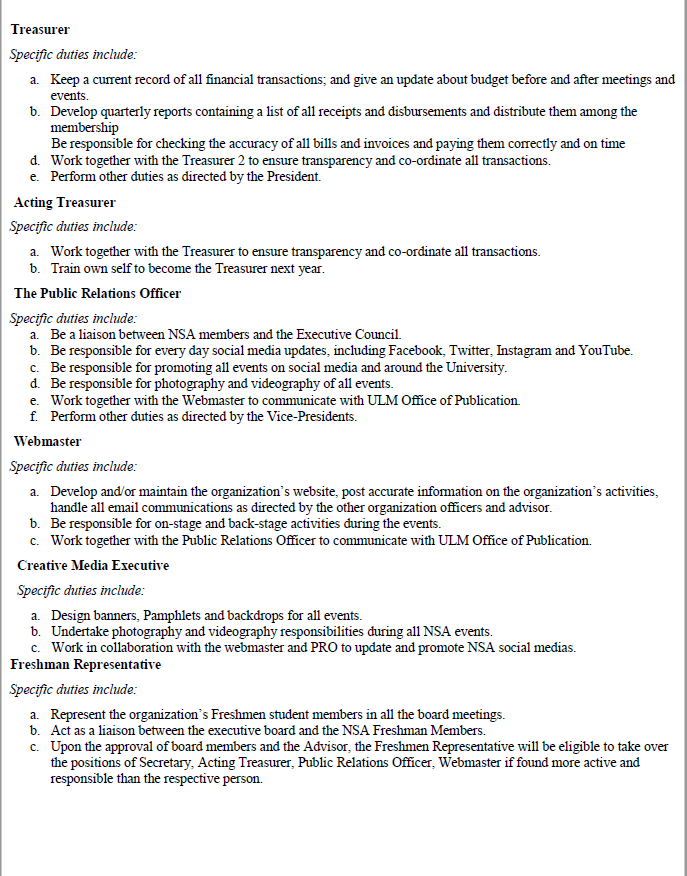 Treasurer
Specific duties include:
a. Keep a current record of all financial transactions; and give an update about budget before and after meetings and
events.
b. Develop quarterly reports containing a list of all receipts and disbursements and distribute them among the
membership
Be responsible for checking the accuracy of all bills and invoices and paying them correctly and on time
d. Work together with the Treasurer 2 to ensure transparency and co-ordinate all transactions.
e. Perform other duties as directed by the President.
Acting Treasurer
Specific duties include:
a. Work together with the Treasurer to ensure transparency and co-ordinate all transactions.
b. Train own self to become the Treasurer next year.
The Public Relations Officer
Specific duties include:
a. Be a liaison between NSA members and the Executive Council.
b. Be responsible for every day social media updates, including Facebook, Twitter, Instagram and YouTube.
c. Be responsible for promoting all events on social media and around the University.
d. Be responsible for photography and videography of all events.
e. Work together with the Webmaster to communicate with ULM Office of Publication.
f. Perform other duties as directed by the Vice-Presidents.
Webmaster
Specific duties include:
a. Develop and/or maintain the organization's website, post accurate information on the organization's activities,
handle all email communications as directed by the other organization officers and advisor.
b. Be responsible for on-stage and back-stage activities during the events.
c. Work together with the Public Relations Officer to communicate with ULM Office of Publication.
Creative Media Executive
Specific duties include:
a. Design banners, Pamphlets and backdrops for all events.
b. Undertake photography and videography responsibilities during all NSA events.
c. Work in collaboration with the webmaster and PRO to update and promote NSA social medias.
Freshman Representative
Specific duties include:
a. Represent the organization's Freshmen student members in all the board meetings.
b. Act as a liaison between the executive board and the NSA Freshman Members.
c. Upon the approval of board members and the Advisor, the Freshmen Representative will be eligible to take over
the positions of Secretary, Acting Treasurer, Public Relations Officer, Webmaster if found more active and
responsible than the respective person.